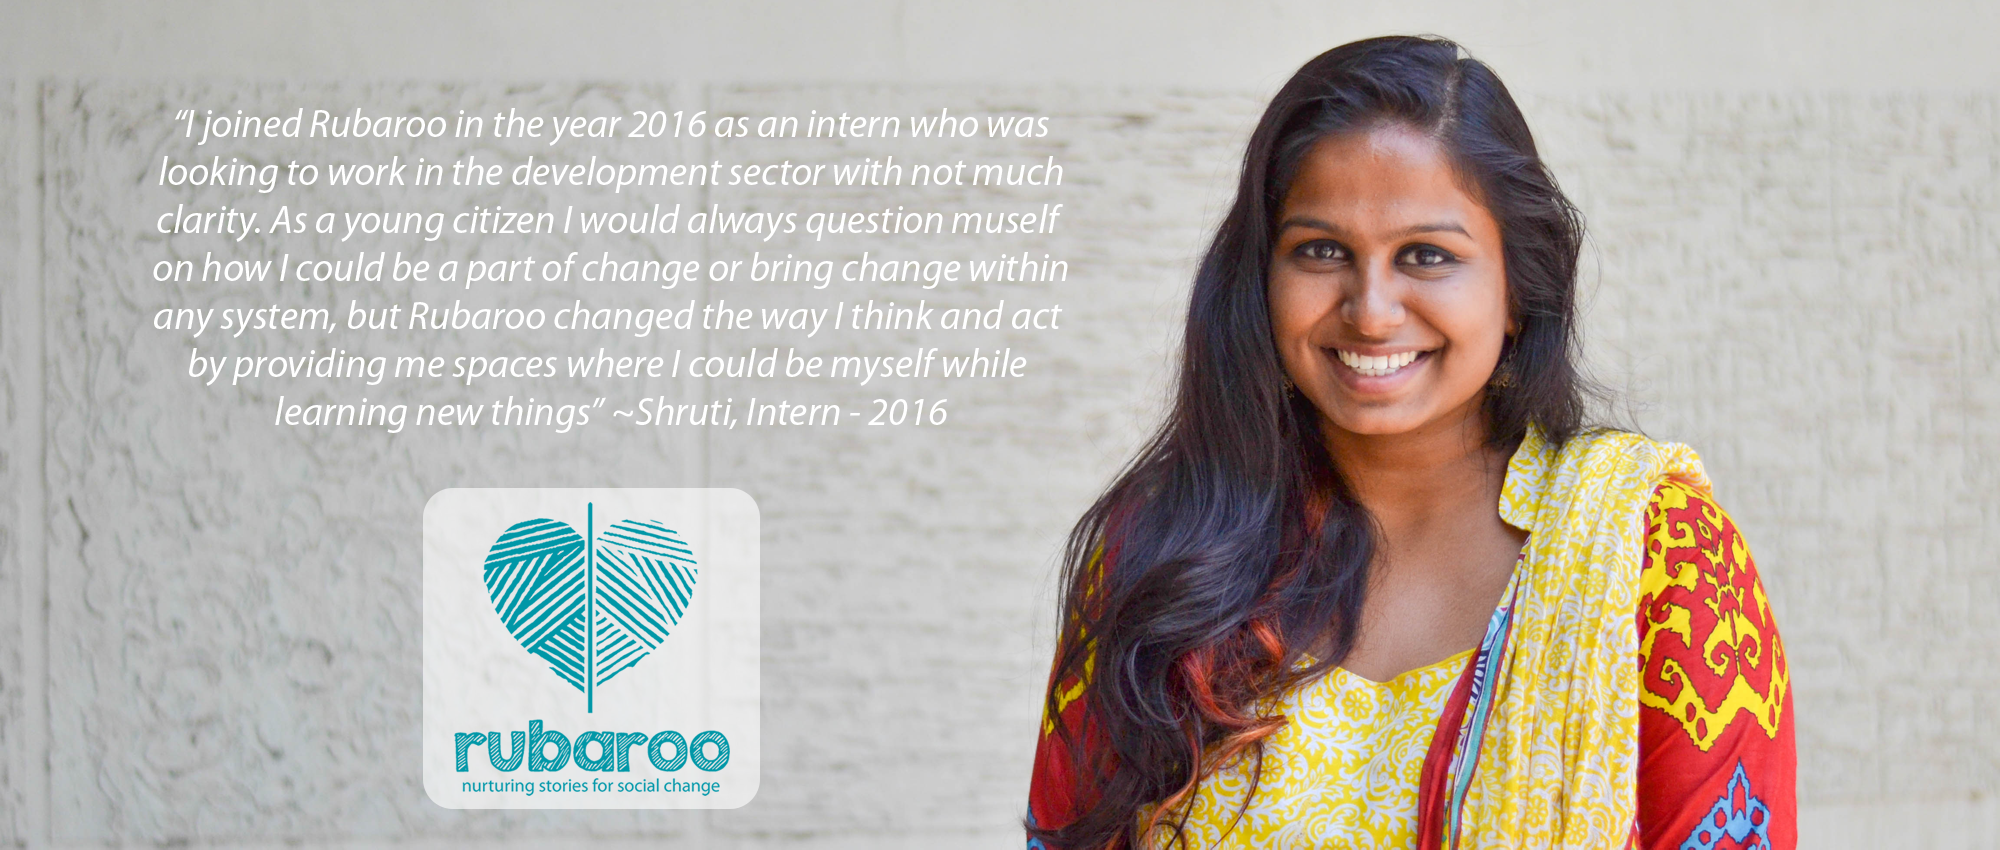 “I joined Rubaroo in the year 2016 as an intern who was
looking to work in the development sector with not much
clarity. As a young citizen I would always question muself
on how I could be a part of change or bring change within
any system, but Rubaroo changed the way I think and act
by providing me spaces where I could be myself while
learning new things” ~Shruti, Intern - 2016
rubaroo
nurturing stories for social change